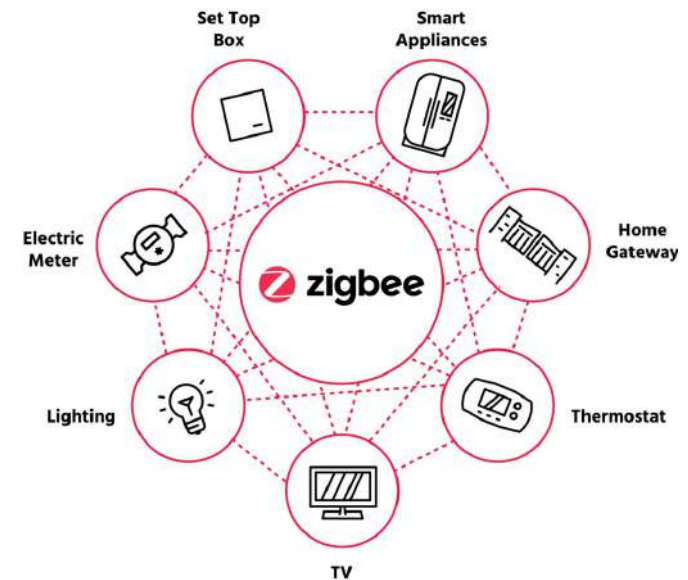 Set Top
Box
Smart
Appliances
Electric
Meter
zigbee
Home
Gateway
Lighting
Thermostat
TV